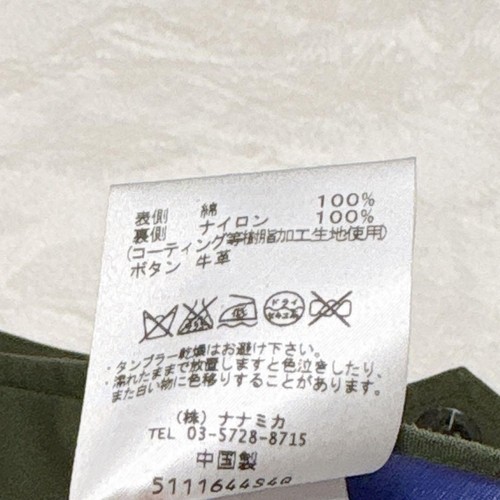 表側 綿 100%
裏側 ナイロン 100%
(コーティング等樹脂加工生地使用)
ボタン 牛革
ドライ
・タンブラー乾燥はお避け下さい。
・濡れたままで放置しますと色泣きしたり、
また白い物に色移りすることがあります。
(株) ナナミカ
TEL 03-5728-8715
中国製